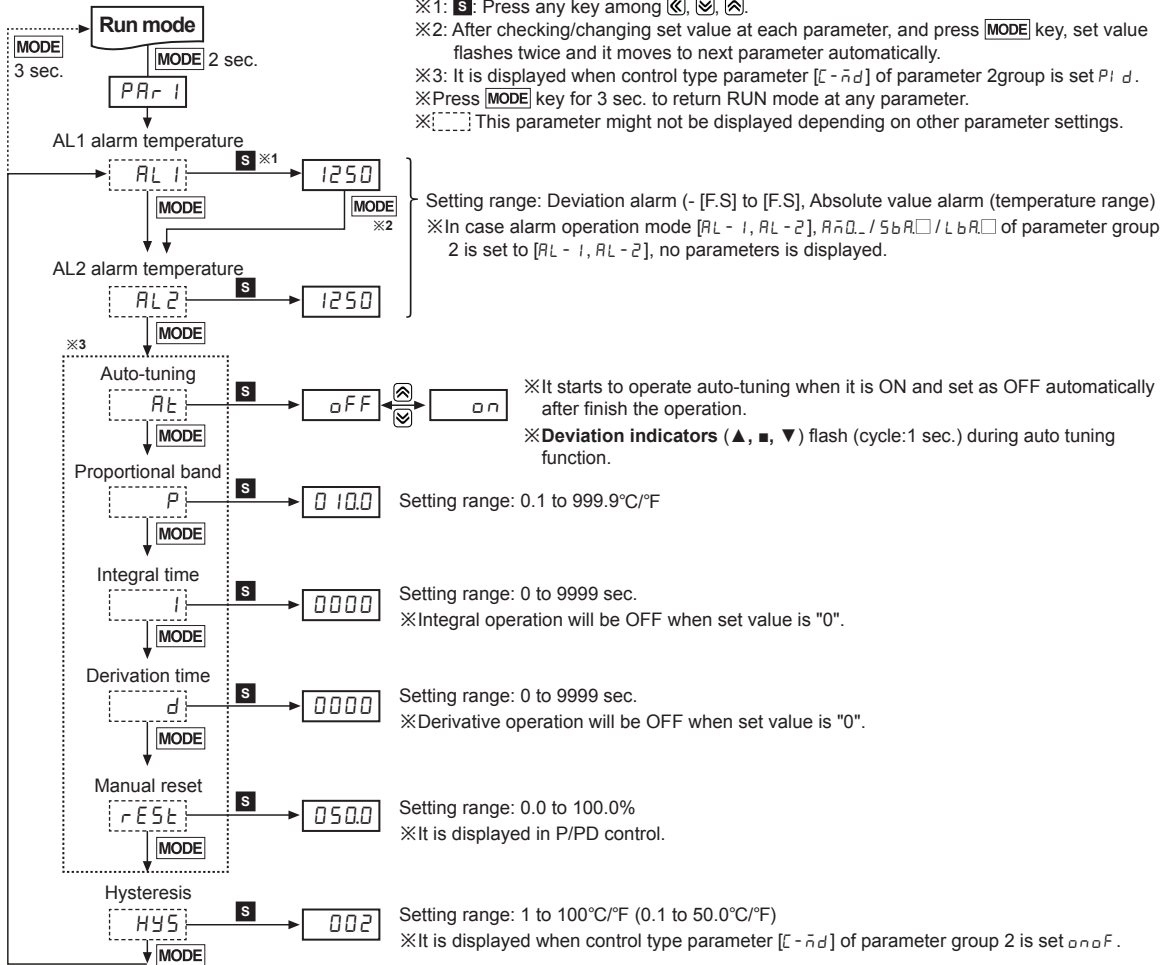 ※1: S: Press any key among «, ︾, ︽.
Run mode
MODE
3 sec.
MODE 2 sec.
※2: After checking/changing set value at each parameter, and press MODE key, set value
flashes twice and it moves to next parameter automatically.
※3: It is displayed when control type parameter [C-md] of parameter 2group is set PId.
※Press MODE key for 3 sec. to return RUN mode at any parameter.
※[ ] This parameter might not be displayed depending on other parameter settings.
PAr1
AL1 alarm temperature
AL1
S ※1
1250
MODE
MODE
※2
Setting range: Deviation alarm (- [F.S] to [F.S], Absolute value alarm (temperature range)
※In case alarm operation mode [AL-1, AL-2], Am0._ / SbA.□ / LbA.□ of parameter group
2 is set to [AL-1, AL-2], no parameters is displayed.
AL2 alarm temperature
AL2
S
1250
MODE
※3
Auto-tuning
At
S
oFF
on
※It starts to operate auto-tuning when it is ON and set as OFF automatically
after finish the operation.
※Deviation indicators (▲, ■, ▼) flash (cycle:1 sec.) during auto tuning
function.
MODE
Proportional band
P
S
010.0
Setting range: 0.1 to 999.9°C/°F
MODE
Integral time
I
S
0000
Setting range: 0 to 9999 sec.
※Integral operation will be OFF when set value is "0".
MODE
Derivation time
d
S
0000
Setting range: 0 to 9999 sec.
※Derivative operation will be OFF when set value is "0".
MODE
Manual reset
rESt
S
050.0
Setting range: 0.0 to 100.0%
※It is displayed in P/PD control.
MODE
Hysteresis
HYS
S
002
Setting range: 1 to 100°C/°F (0.1 to 50.0°C/°F)
※It is displayed when control type parameter [C-md] of parameter group 2 is set onoF.
MODE